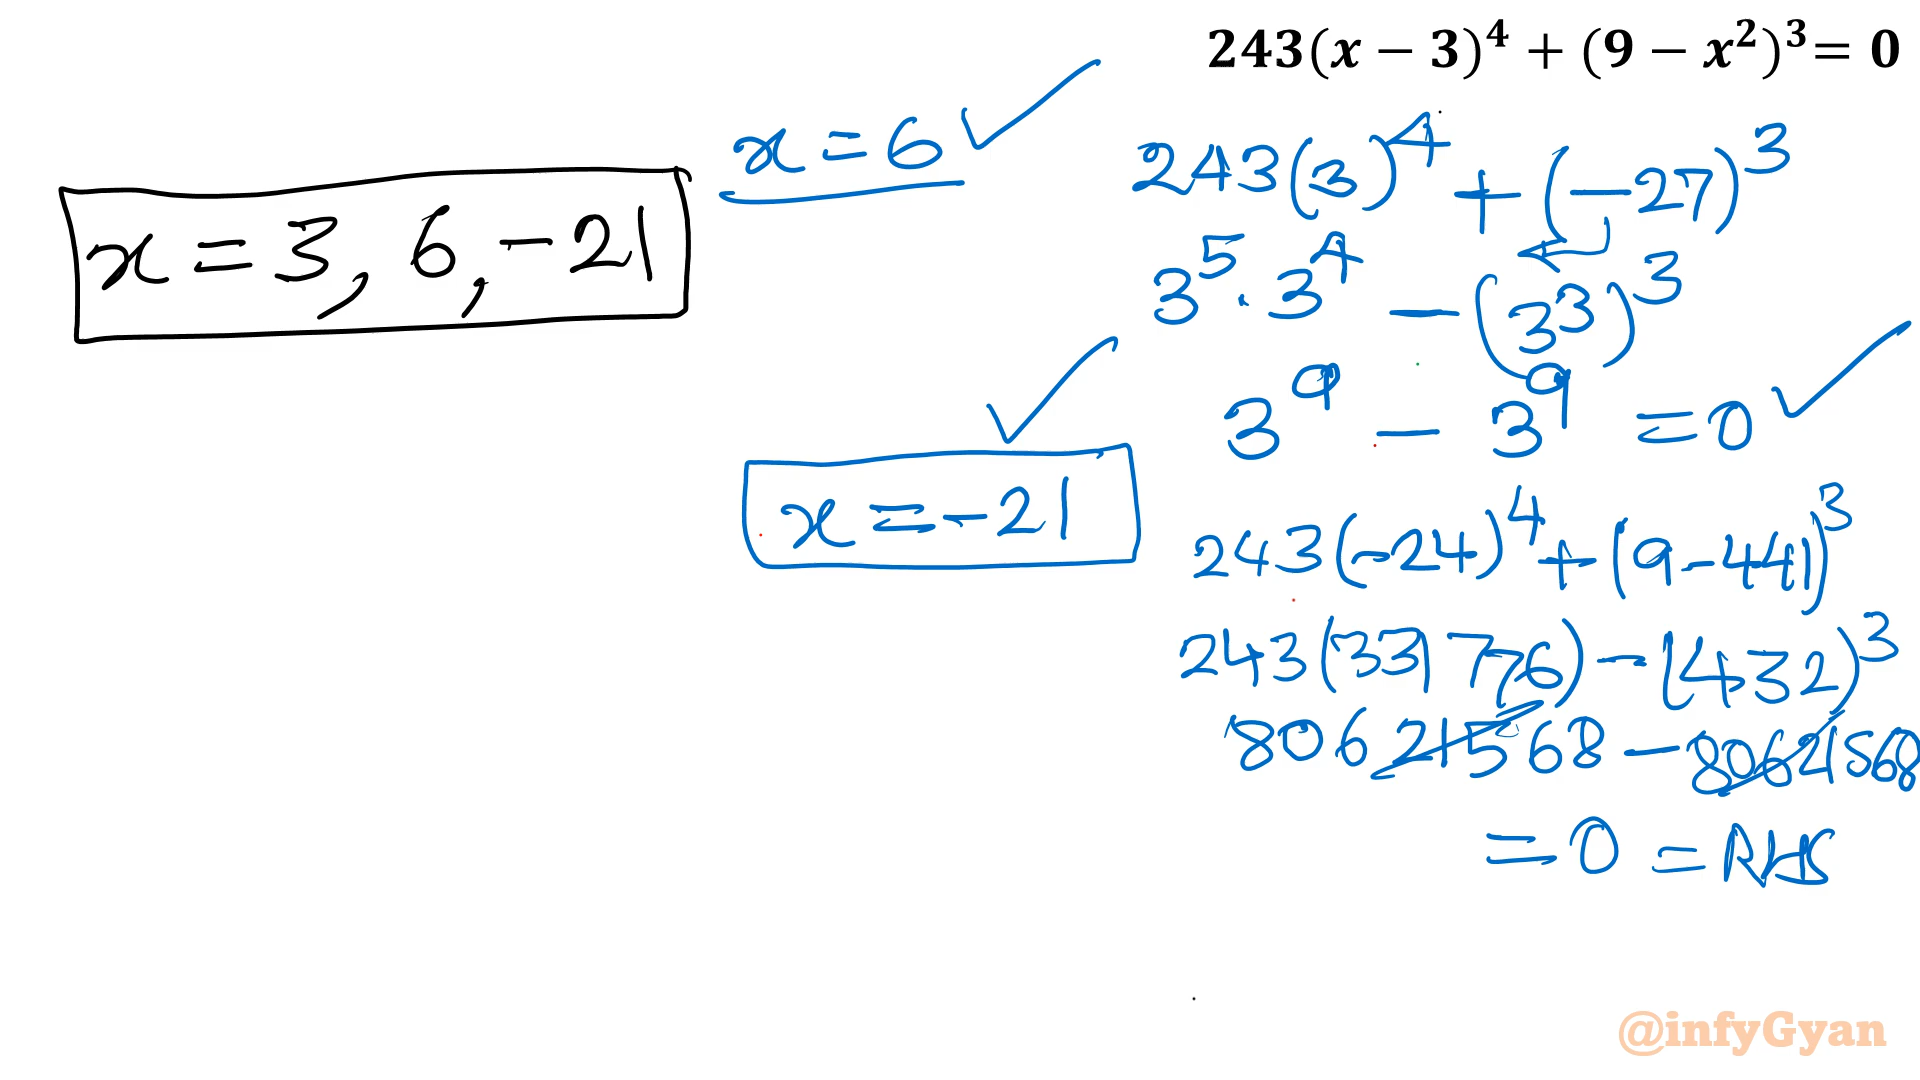 243(x − 3)⁴ + (9 − x²)³= 0
x = 6
243(3)⁴ + (−27)³
x = 3, 6, −21
3⁵ · 3⁴ − (3³)³
3⁹ − 3⁹ = 0
x = −21
243(−24)⁴ + (9 − 441)³
243(331776) − (432)³
80621568 − 80621568
= 0 = RHS
@infyGyan